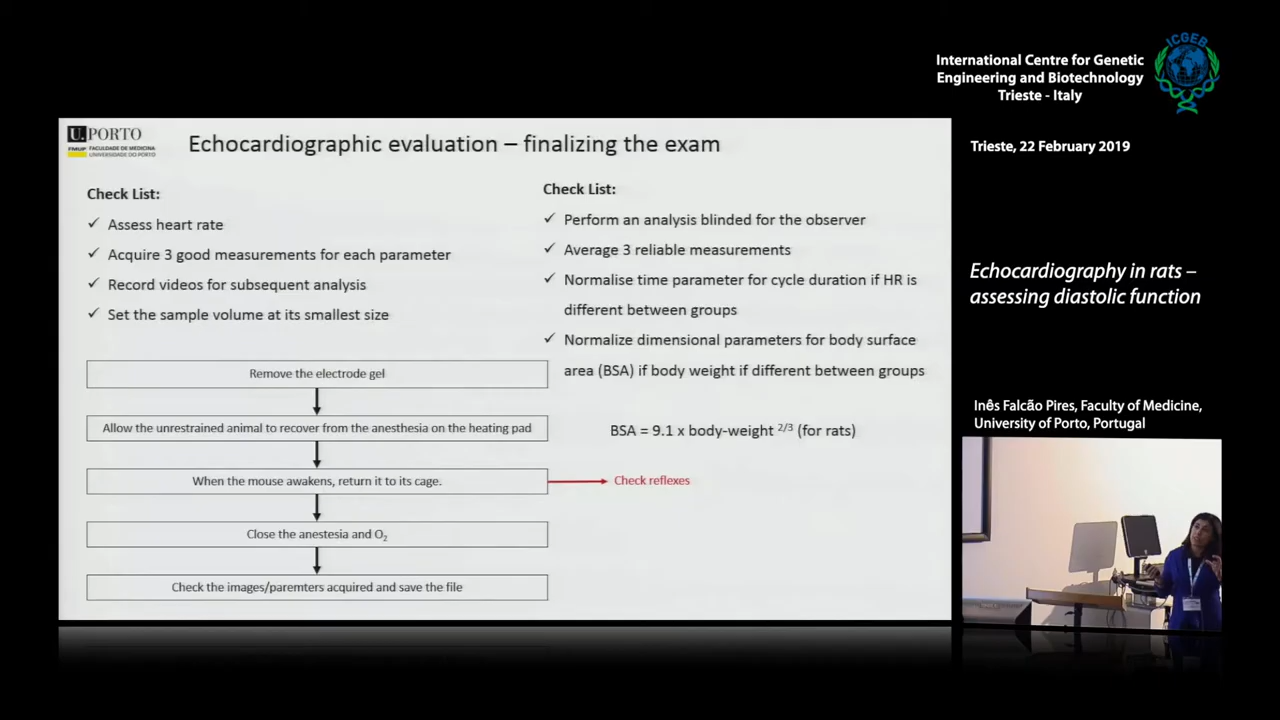 U.PORTO
FMUP FACULDADE DE MEDICINA
UNIVERSIDADE DO PORTO
Echocardiographic evaluation – finalizing the exam
Check List:
✓ Assess heart rate
✓ Acquire 3 good measurements for each parameter
✓ Record videos for subsequent analysis
✓ Set the sample volume at its smallest size
Remove the electrode gel
Allow the unrestrained animal to recover from the anesthesia on the heating pad
When the mouse awakens, return it to its cage.
Check reflexes
Close the anestesia and O₂
Check the images/paremters acquired and save the file
Check List:
✓ Perform an analysis blinded for the observer
✓ Average 3 reliable measurements
✓ Normalise time parameter for cycle duration if HR is
different between groups
✓ Normalize dimensional parameters for body surface
area (BSA) if body weight if different between groups
BSA = 9.1 x body-weight ²/³ (for rats)
International Centre for Genetic
Engineering and Biotechnology
Trieste - Italy
ICGEB
Trieste, 22 February 2019
Echocardiography in rats –
assessing diastolic function
Inês Falcão Pires, Faculty of Medicine,
University of Porto, Portugal